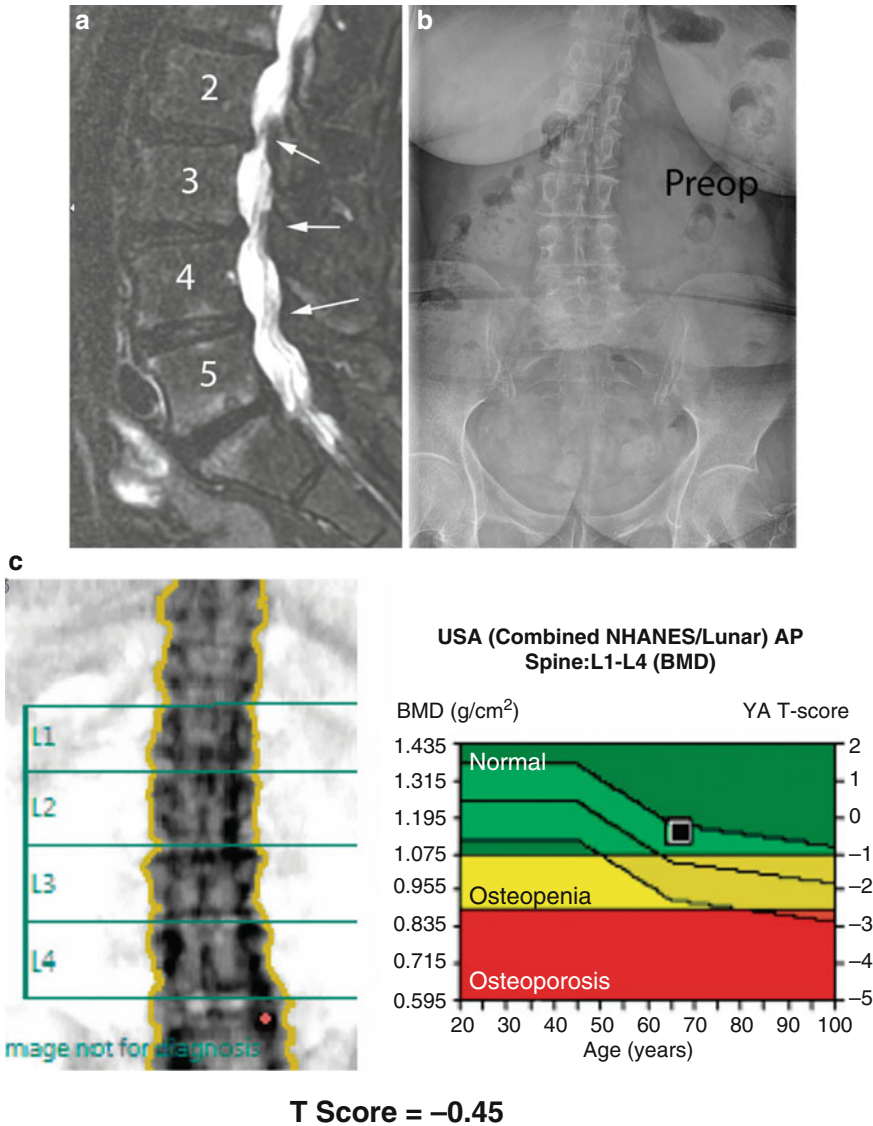 a
2
3
4
5
b
Preop
c
L1
L2
L3
L4
mage not for diagnosis
USA (Combined NHANES/Lunar) AP
Spine:L1-L4 (BMD)
BMD (g/cm²)
YA T-score
1.435
1.315
1.195
1.075
0.955
0.835
0.715
0.595
Normal
Osteopenia
Osteoporosis
2
1
0
–1
–2
–3
–4
–5
20 30 40 50 60 70 80 90 100
Age (years)
T Score = –0.45